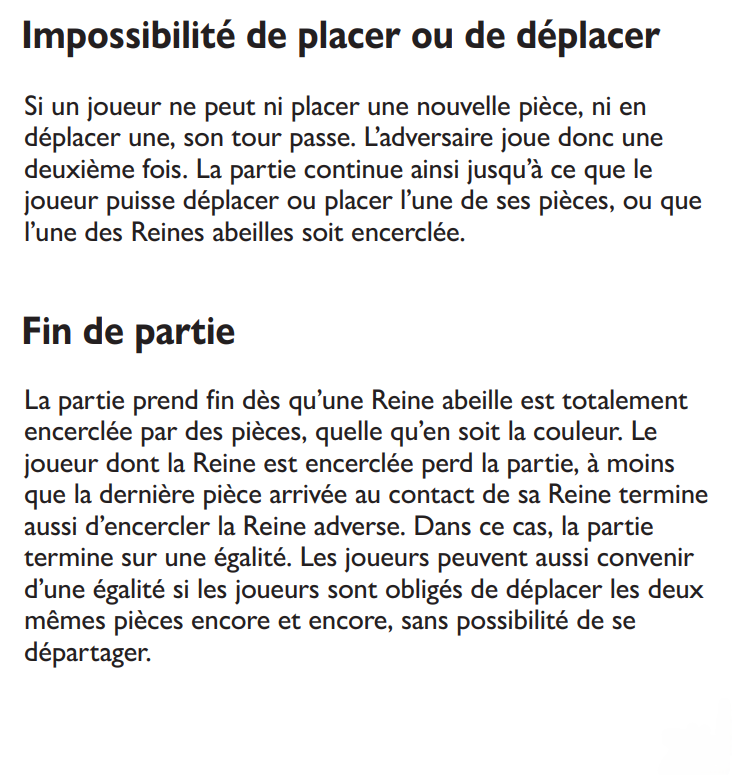 Impossibilité de placer ou de déplacer
Si un joueur ne peut ni placer une nouvelle pièce, ni en
déplacer une, son tour passe. L’adversaire joue donc une
deuxième fois. La partie continue ainsi jusqu’à ce que le
joueur puisse déplacer ou placer l’une de ses pièces, ou que
l’une des Reines abeilles soit encerclée.
Fin de partie
La partie prend fin dès qu’une Reine abeille est totalement
encerclée par des pièces, quelle qu’en soit la couleur. Le
joueur dont la Reine est encerclée perd la partie, à moins
que la dernière pièce arrivée au contact de sa Reine termine
aussi d’encercler la Reine adverse. Dans ce cas, la partie
termine sur une égalité. Les joueurs peuvent aussi convenir
d’une égalité si les joueurs sont obligés de déplacer les deux
mêmes pièces encore et encore, sans possibilité de se
départager.